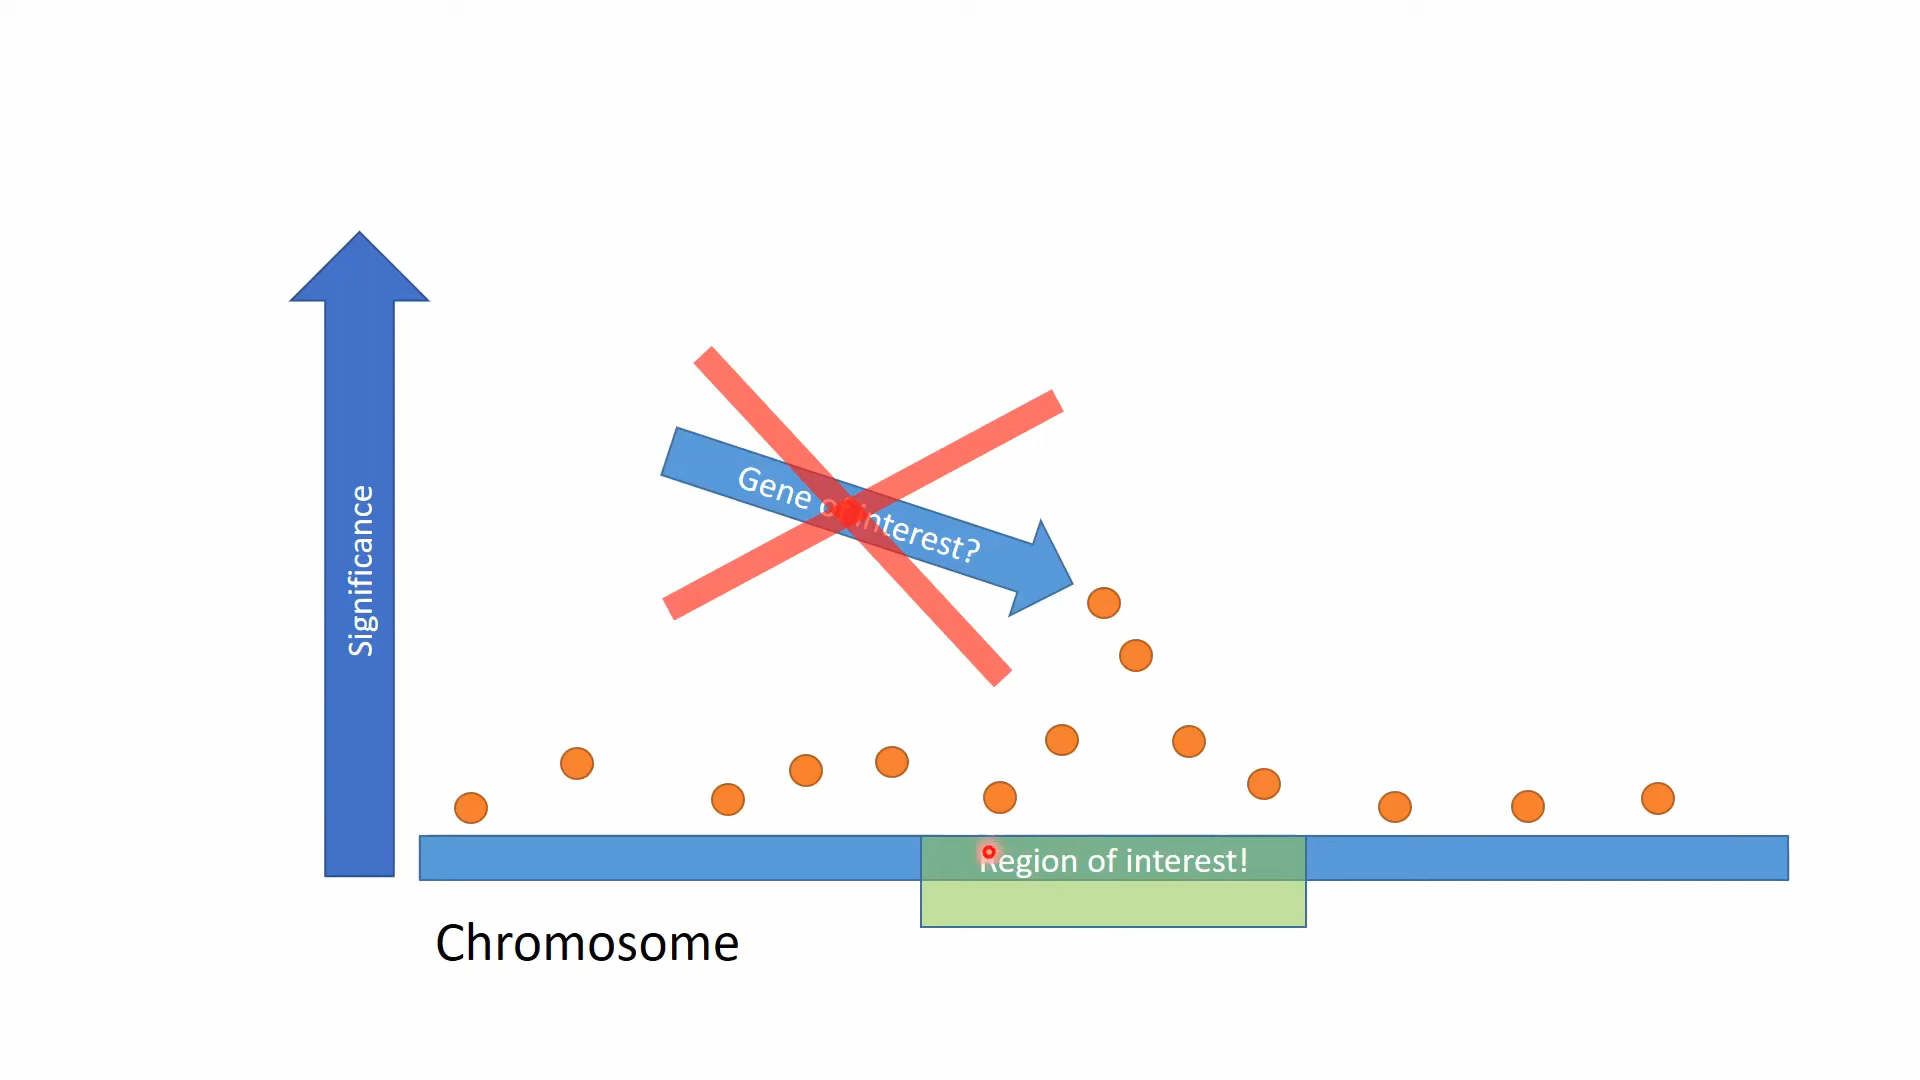 Significance
Gene of interest?
Region of interest!
Chromosome